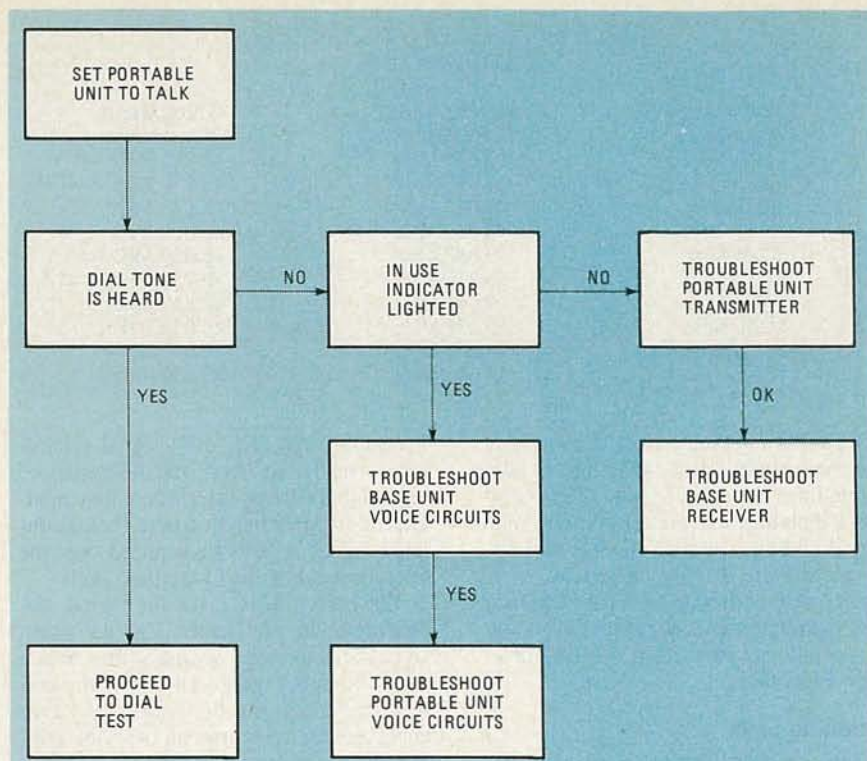 SET PORTABLE
UNIT TO TALK
DIAL TONE
IS HEARD
NO
IN USE
INDICATOR
LIGHTED
NO
TROUBLESHOOT
PORTABLE UNIT
TRANSMITTER
YES
YES
OK
TROUBLESHOOT
BASE UNIT
VOICE CIRCUITS
TROUBLESHOOT
BASE UNIT
RECEIVER
YES
PROCEED
TO DIAL
TEST
TROUBLESHOOT
PORTABLE UNIT
VOICE CIRCUITS